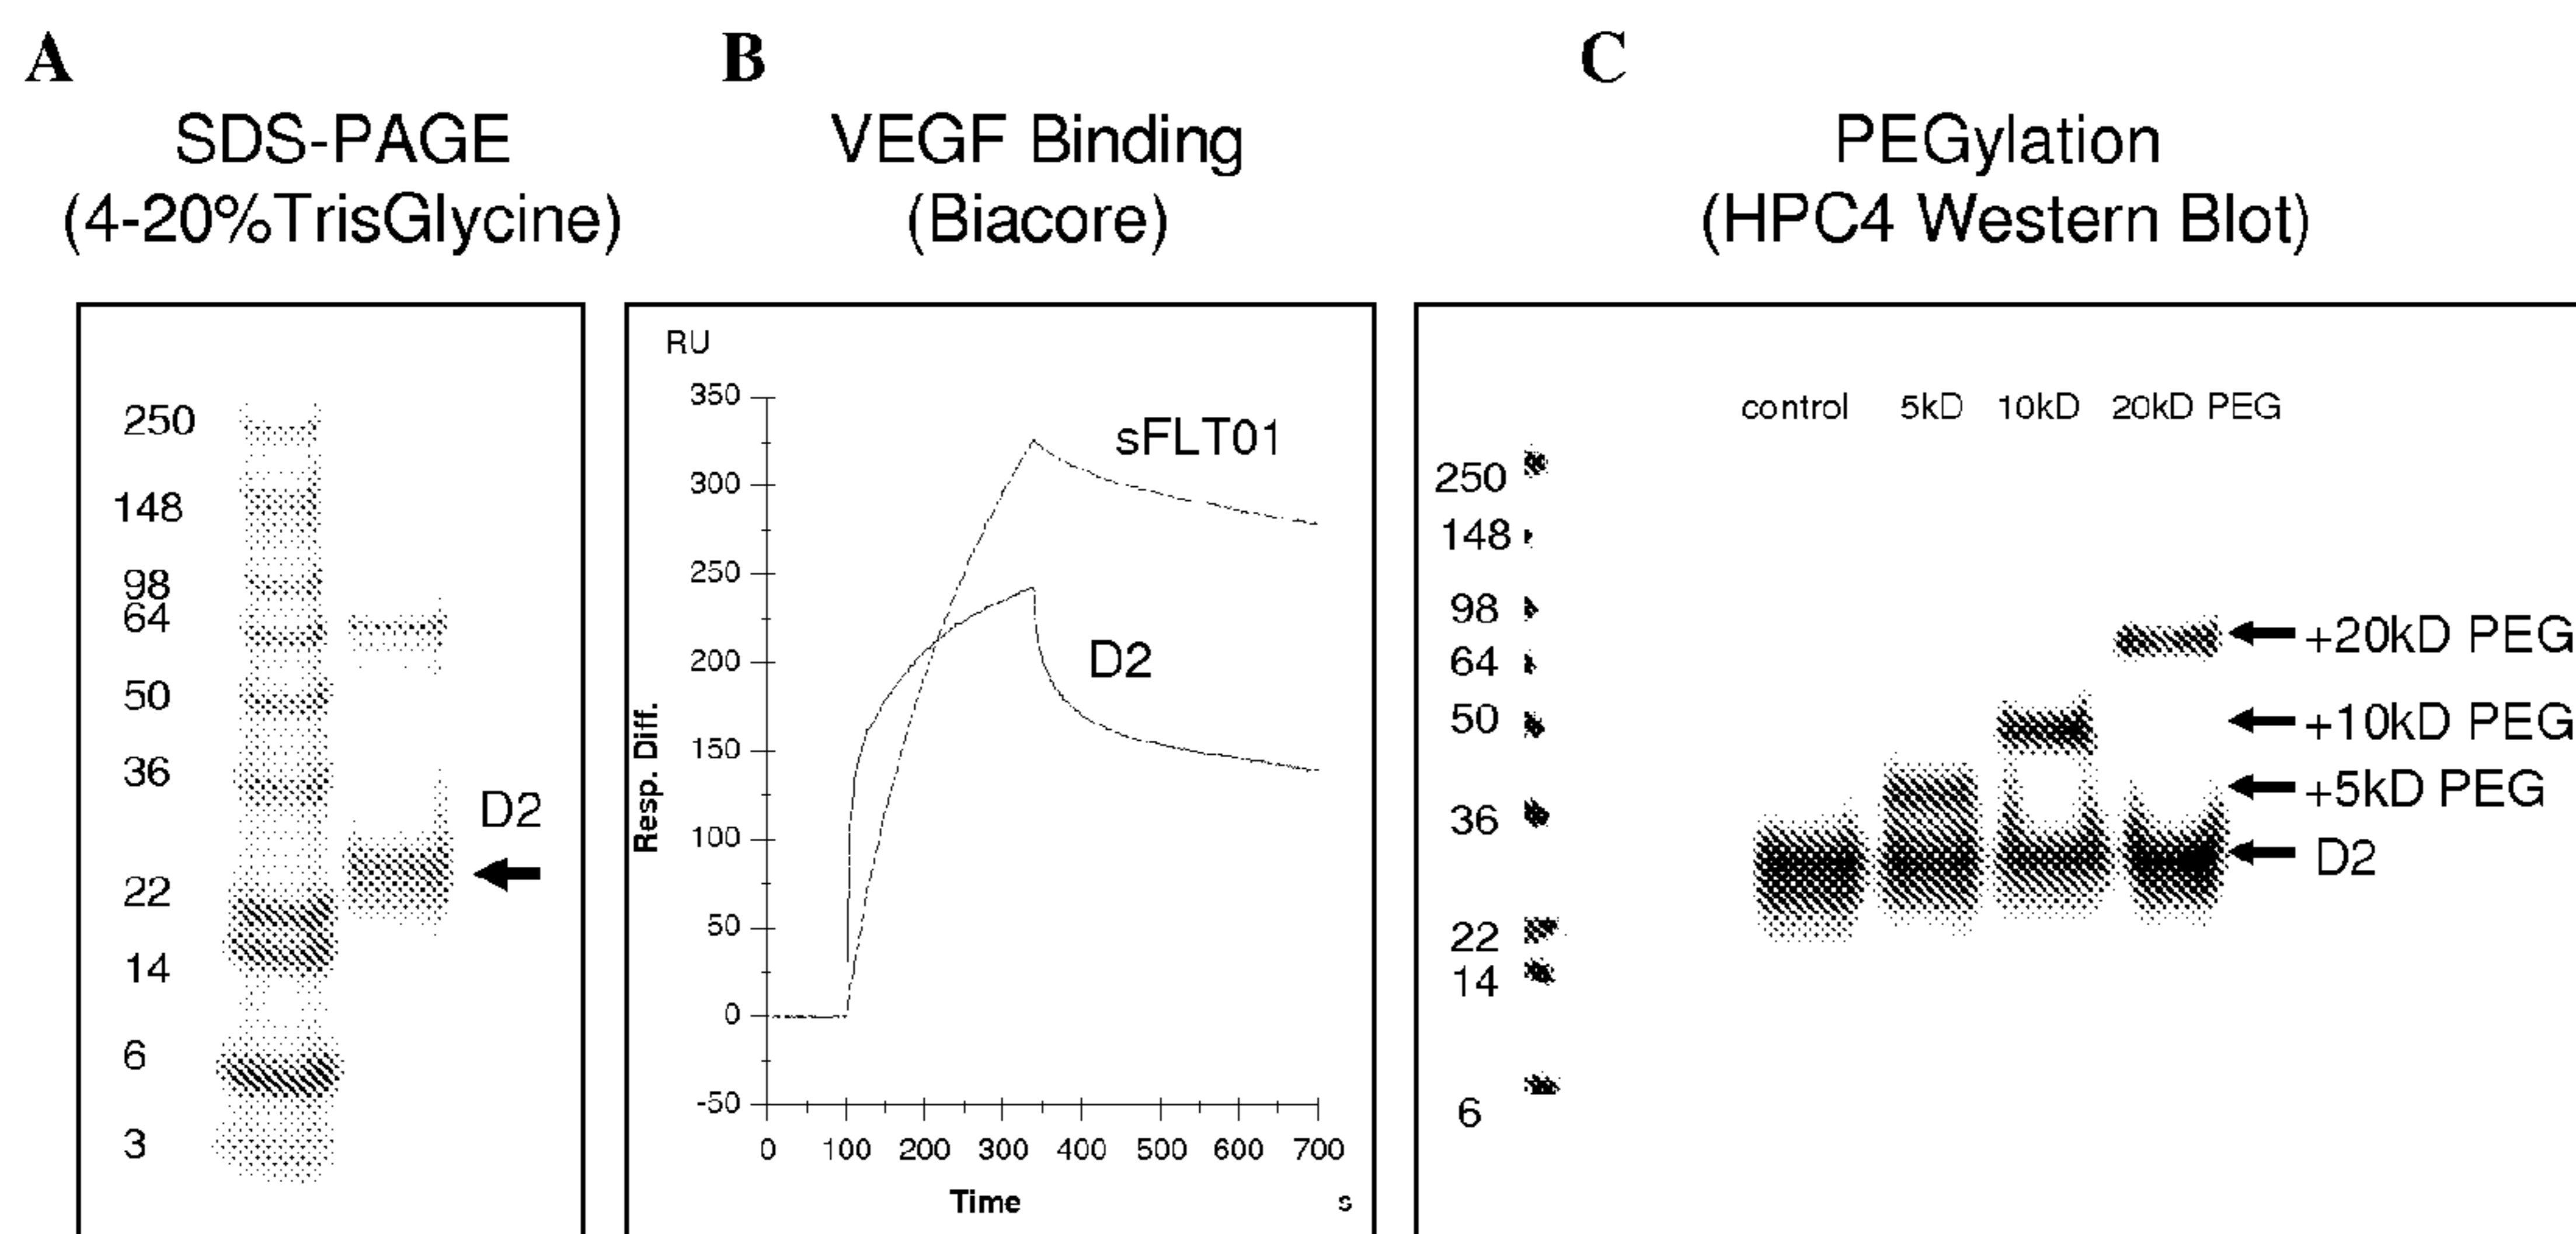 A
SDS-PAGE
(4-20%TrisGlycine)
250
148
98
64
50
36
22
14
6
3
D2
B
VEGF Binding
(Biacore)
RU
350
300
250
200
150
100
50
0
-50
Resp. Diff.
sFLT01
D2
0 100 200 300 400 500 600 700
Time s
C
PEGylation
(HPC4 Western Blot)
control 5kD 10kD 20kD PEG
250
148
98
64
50
36
22
14
6
+20kD PEG
+10kD PEG
+5kD PEG
D2